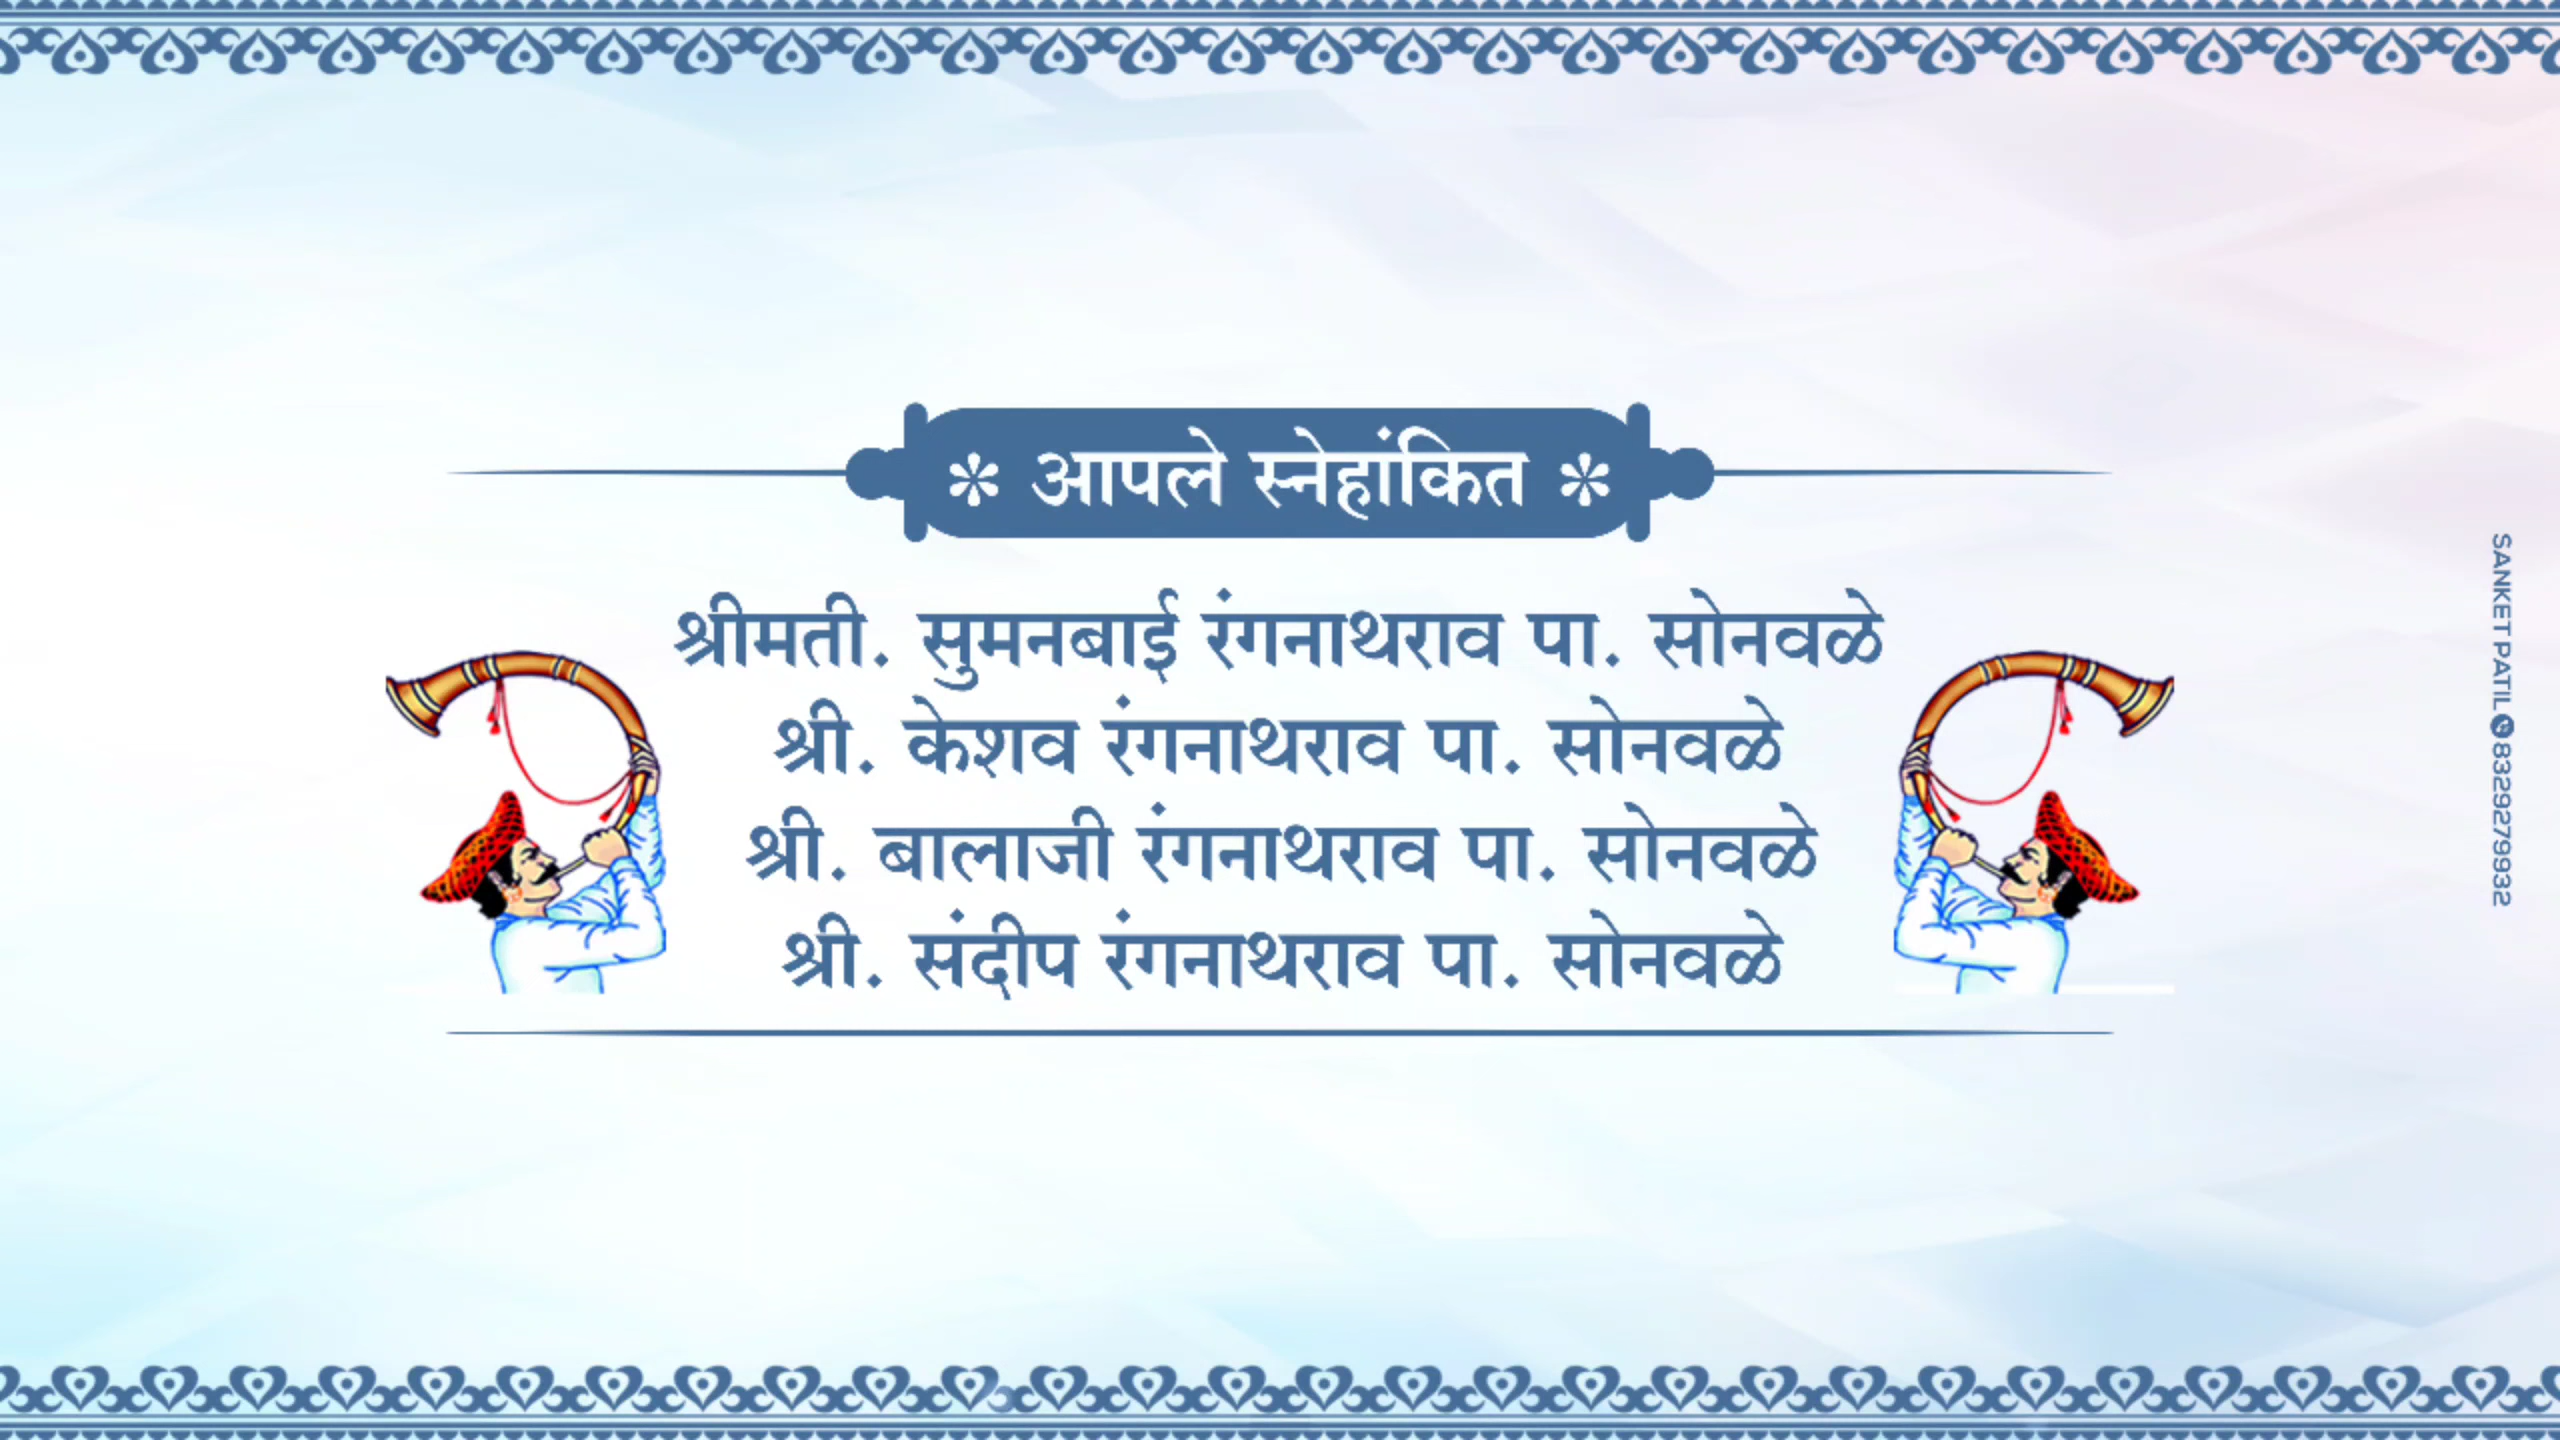 * आपले स्नेहांकित *
श्रीमती. सुमनबाई रंगनाथराव पा. सोनवळे
श्री. केशव रंगनाथराव पा. सोनवळे
श्री. बालाजी रंगनाथराव पा. सोनवळे
श्री. संदीप रंगनाथराव पा. सोनवळे
SANKET PATIL 8329279932